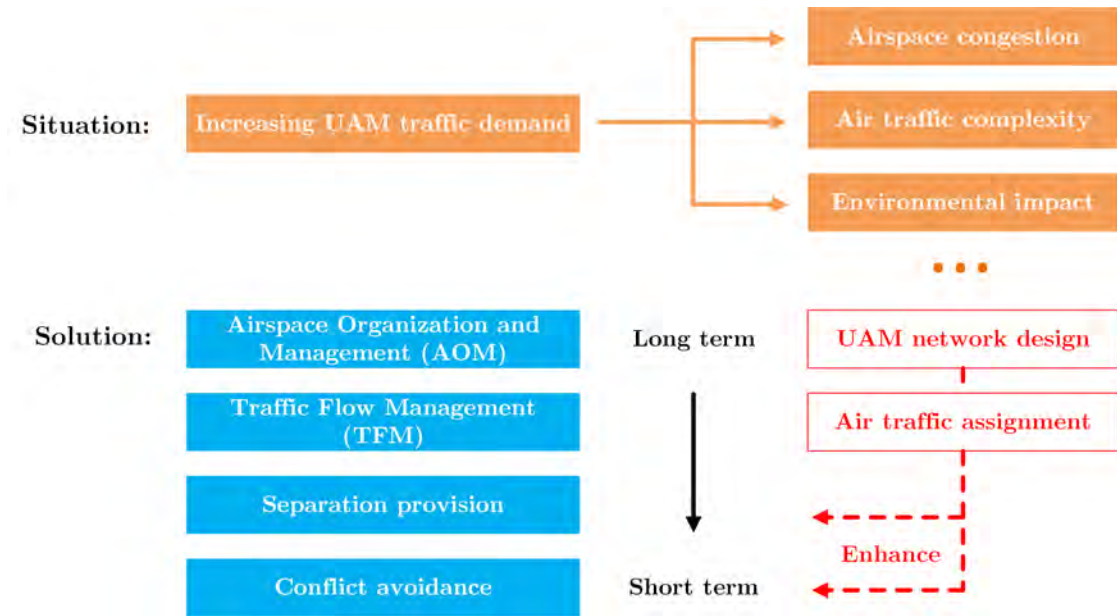 Airspace congestion
Situation:
Increasing UAM traffic demand
Air traffic complexity
Environmental impact
...
Solution:
Airspace Organization and
Management (AOM)
Long term
UAM network design
Traffic Flow Management
(TFM)
Air traffic assignment
Separation provision
Enhance
Conflict avoidance
Short term